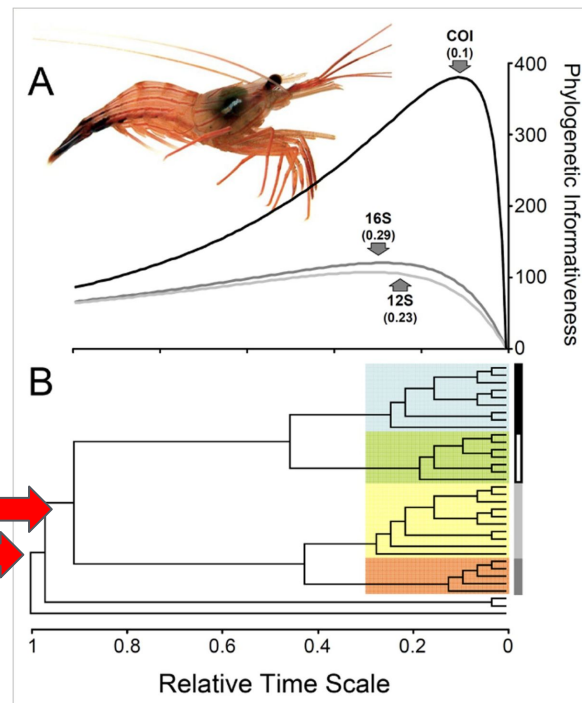 A
COI
(0.1)
16S
(0.29)
12S
(0.23)
400
300
200
100
0
Phylogenetic Informativeness
B
1 0.8 0.6 0.4 0.2 0
Relative Time Scale